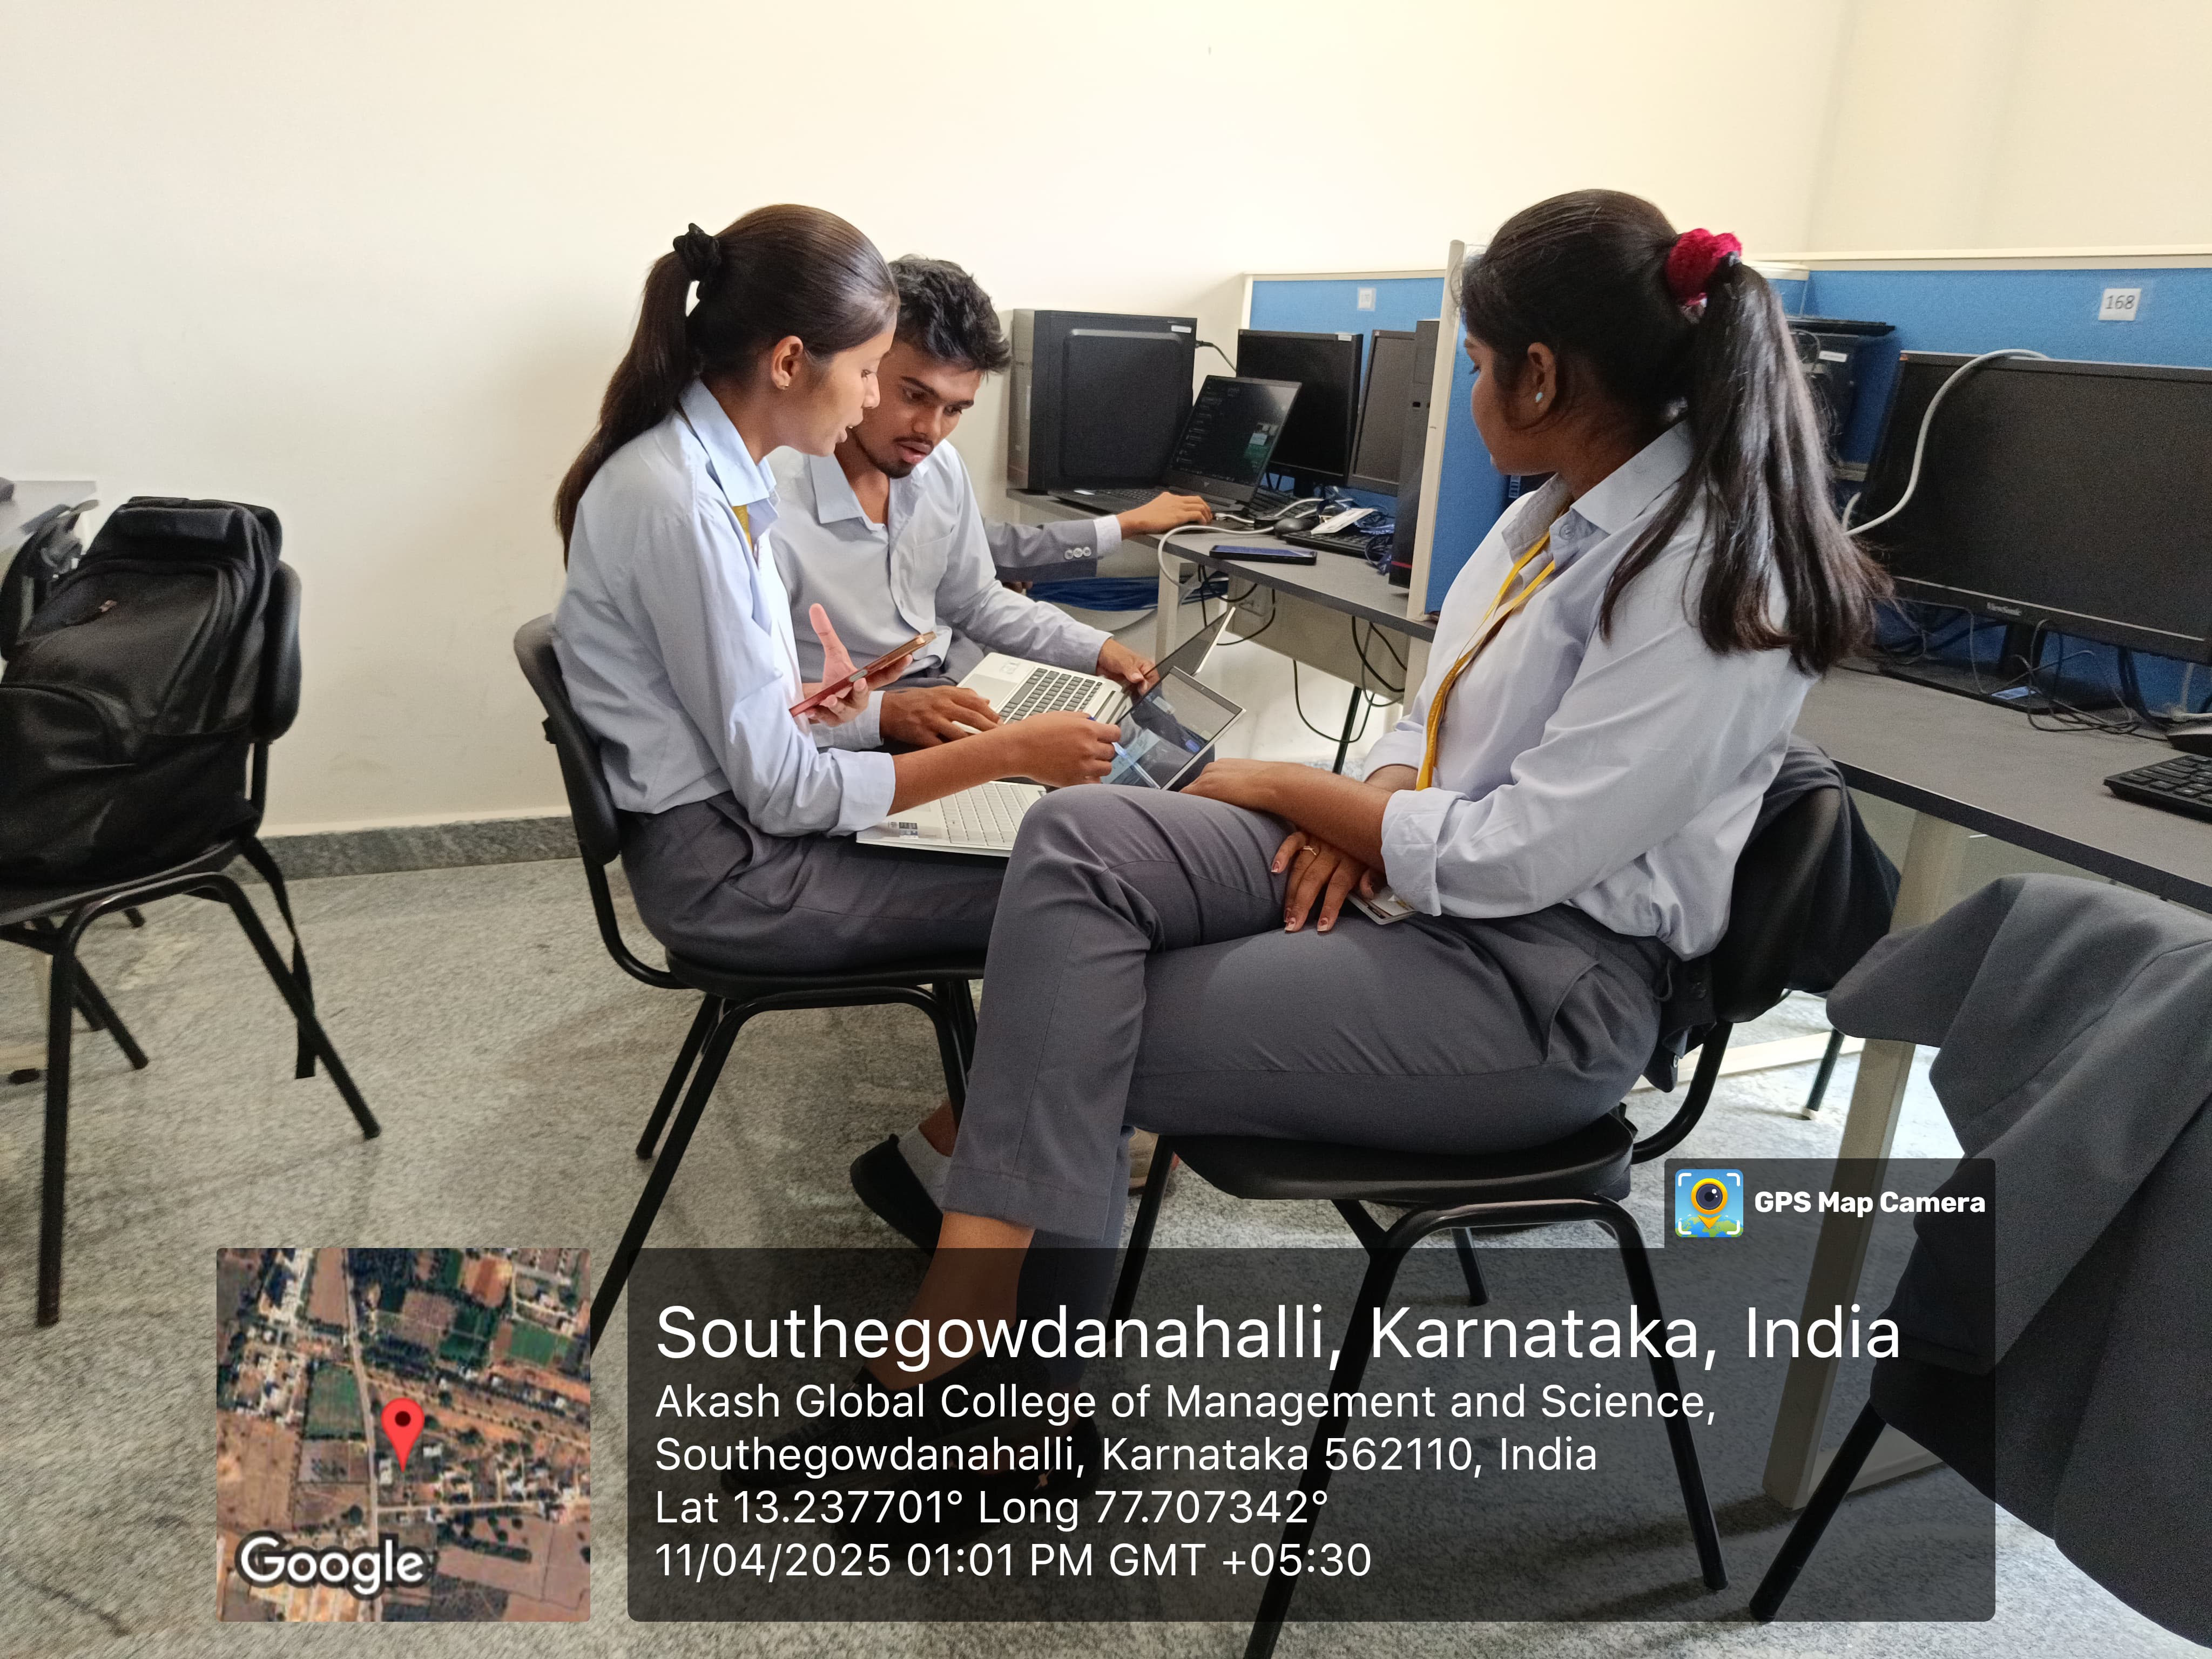 168
ViewSonic
GPS Map Camera
Southegowdanahalli, Karnataka, India
Akash Global College of Management and Science,
Southegowdanahalli, Karnataka 562110, India
Lat 13.237701° Long 77.707342°
11/04/2025 01:01 PM GMT +05:30
Google